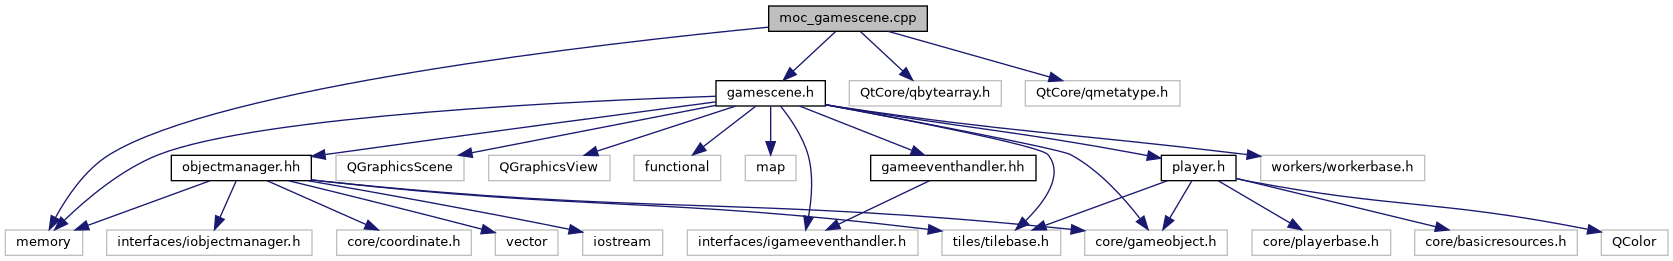 moc_gamescene.cpp
gamescene.h
QtCore/qbytearray.h
QtCore/qmetatype.h
objectmanager.hh
QGraphicsScene
QGraphicsView
functional
map
gameeventhandler.hh
player.h
workers/workerbase.h
memory
interfaces/iobjectmanager.h
core/coordinate.h
vector
iostream
interfaces/igameeventhandler.h
tiles/tilebase.h
core/gameobject.h
core/playerbase.h
core/basicresources.h
QColor